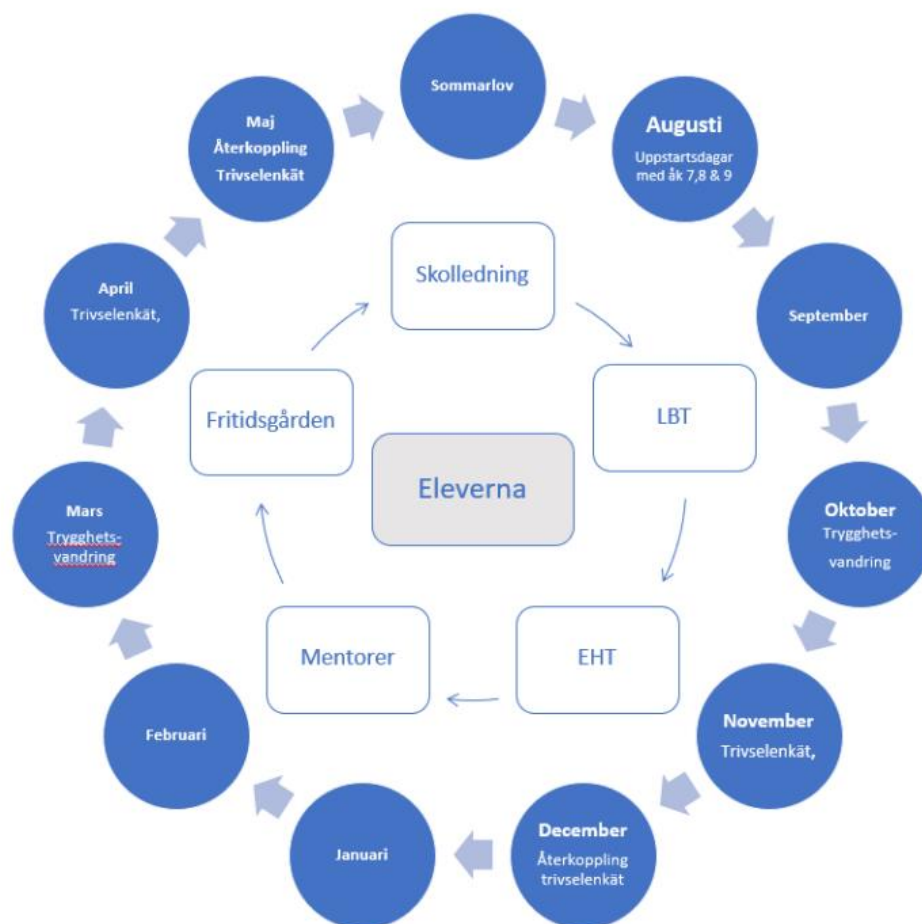 Sommarlov
Augusti
Uppstartsdagar
med åk 7,8 & 9
September
Oktober
Trygghets-
vandring
November
Trivselenkät,
December
Återkoppling
trivselenkät
Januari
Februari
Mars
Trygghets-
vandring
April
Trivselenkät,
Maj
Återkoppling
Trivselenkät
Skolledning
LBT
EHT
Mentorer
Fritidsgården
Eleverna